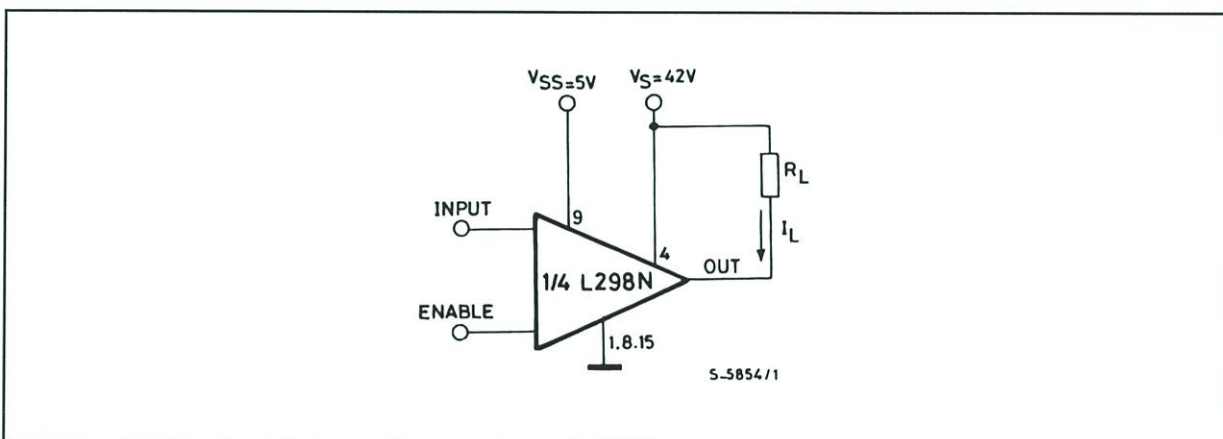 VSS=5V
VS=42V
RL
INPUT
9
IL
4
OUT
1/4 L298N
ENABLE
1.8.15
S-5854/1